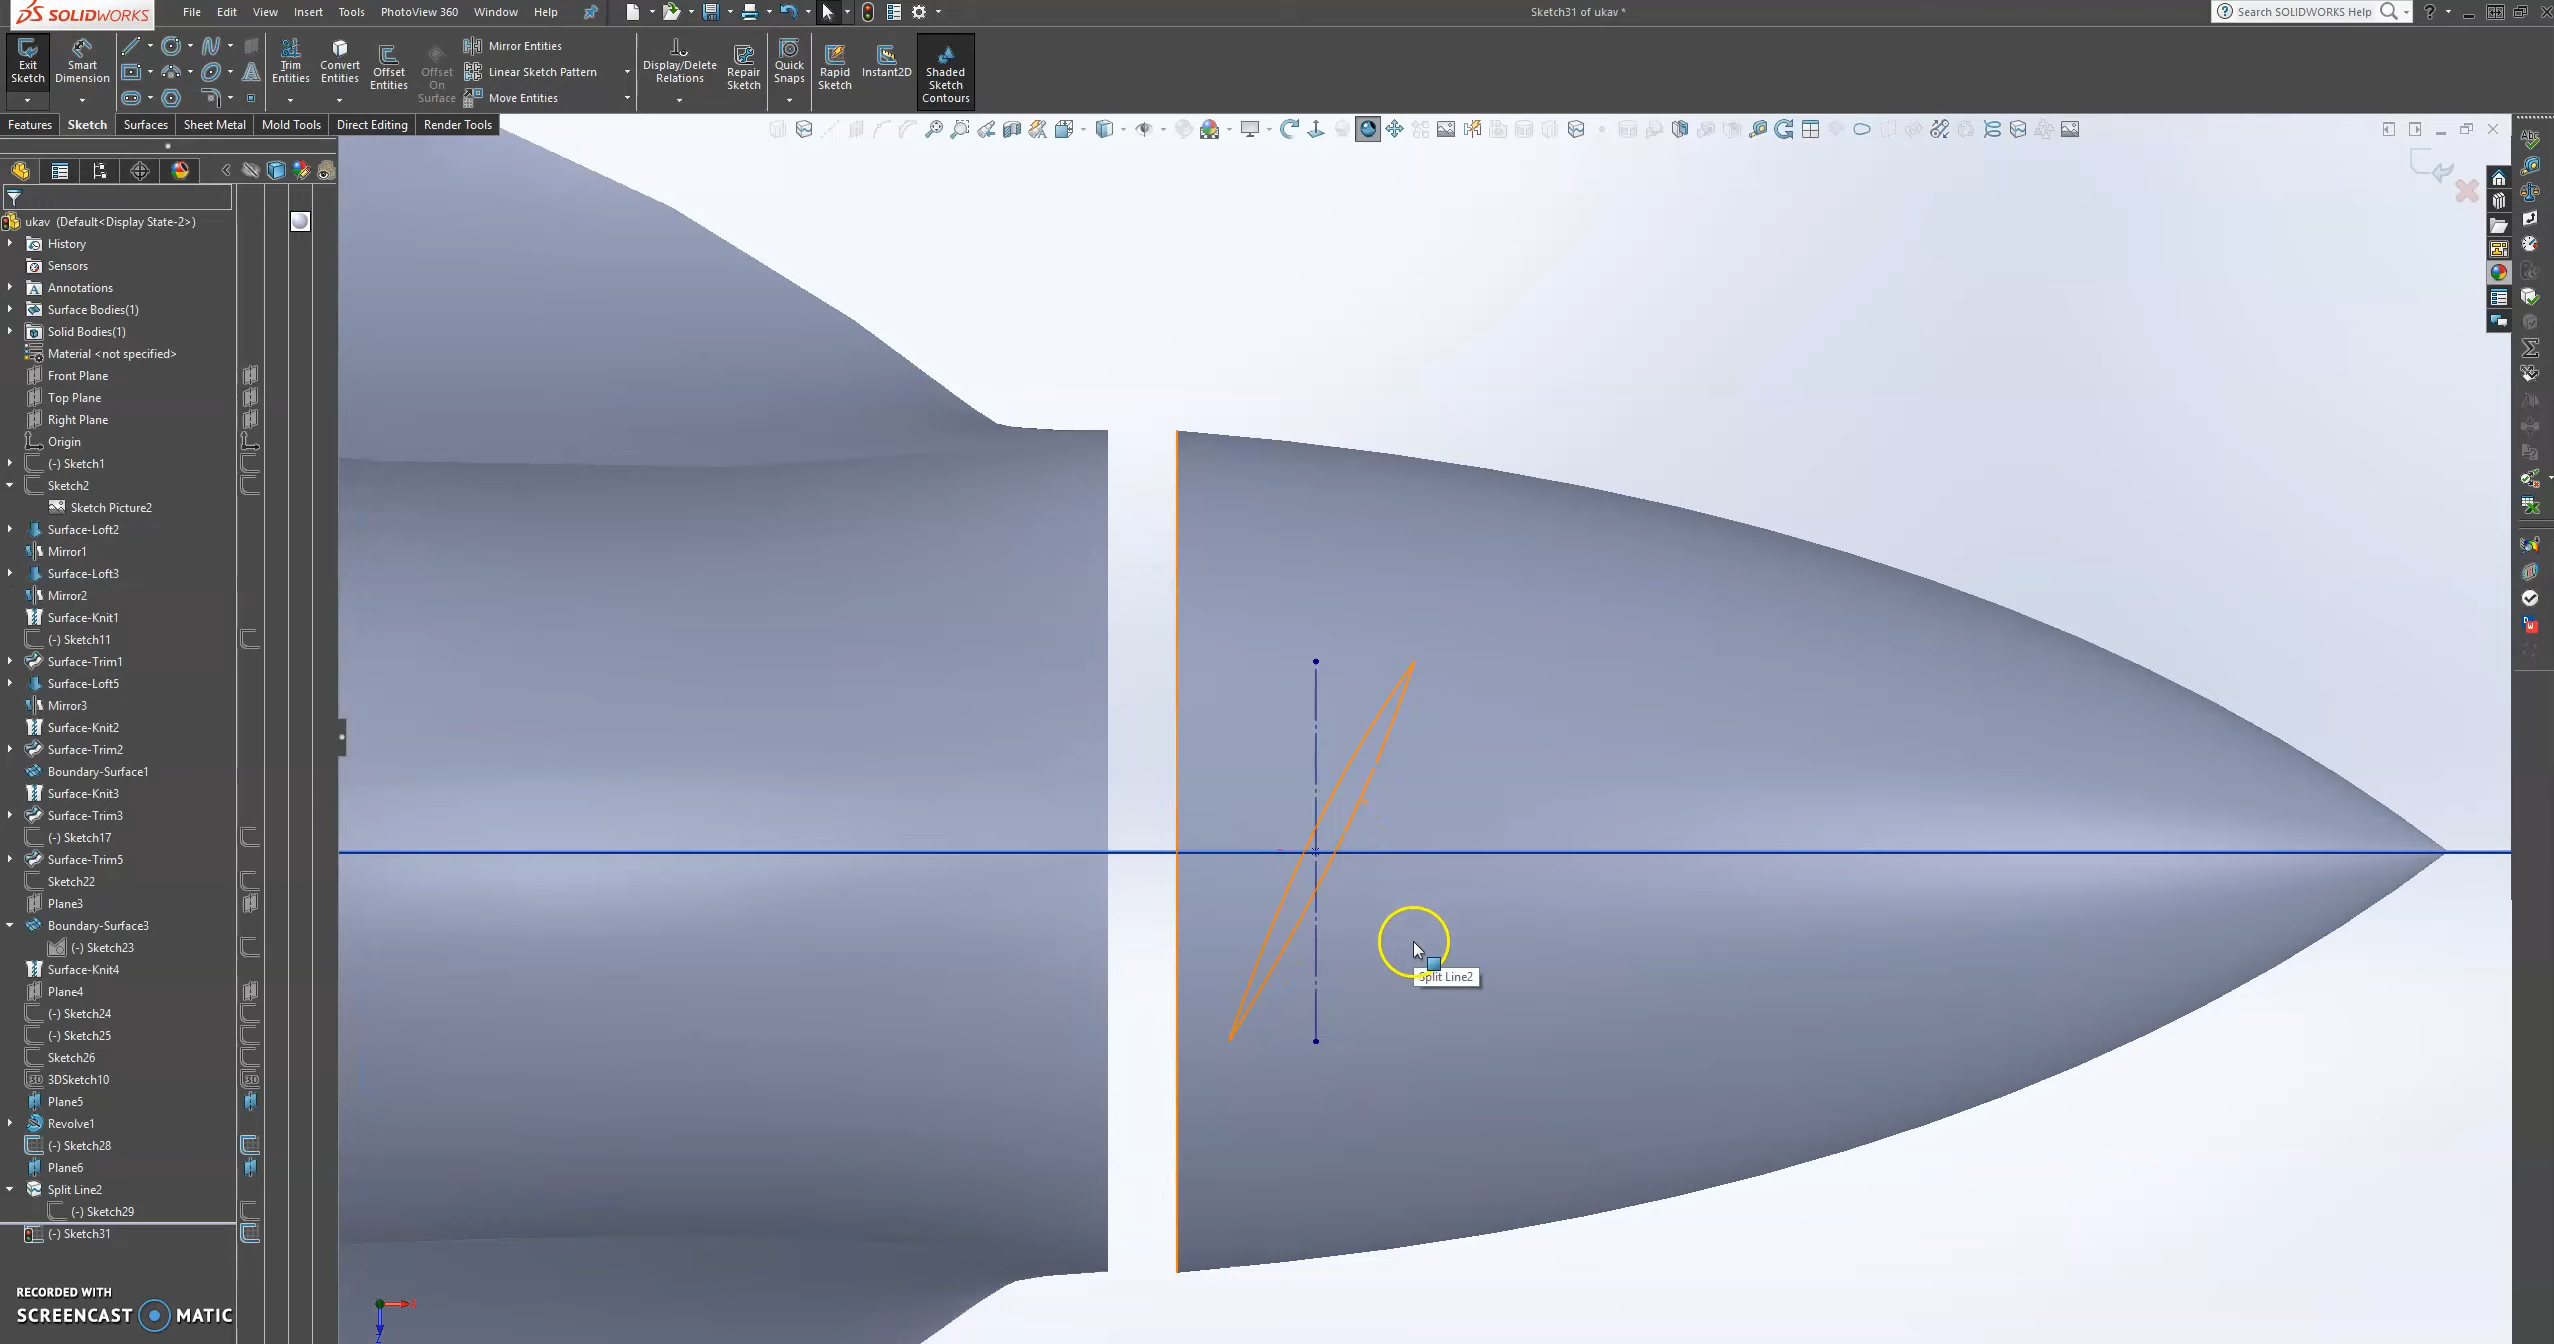 SOLIDWORKS
File Edit View Insert Tools PhotoView 360 Window Help
Sketch31 of ukav *
Search SOLIDWORKS Help
Exit Sketch
Smart Dimension
Trim Entities
Convert Entities
Offset Entities
Offset On Surface
Mirror Entities
Linear Sketch Pattern
Move Entities
Display/Delete Relations
Repair Sketch
Quick Snaps
Rapid Sketch
Instant2D
Shaded Sketch Contours
Features Sketch Surfaces Sheet Metal Mold Tools Direct Editing Render Tools
ukav (Default<Display State-2>)
History
Sensors
Annotations
Surface Bodies(1)
Solid Bodies(1)
Material <not specified>
Front Plane
Top Plane
Right Plane
Origin
(-) Sketch1
Sketch2
Sketch Picture2
Surface-Loft2
Mirror1
Surface-Loft3
Mirror2
Surface-Knit1
(-) Sketch11
Surface-Trim1
Surface-Loft5
Mirror3
Surface-Knit2
Surface-Trim2
Boundary-Surface1
Surface-Knit3
Surface-Trim3
(-) Sketch17
Surface-Trim5
Sketch22
Plane3
Boundary-Surface3
(-) Sketch23
Surface-Knit4
Plane4
(-) Sketch24
(-) Sketch25
Sketch26
3DSketch10
Plane5
Revolve1
(-) Sketch28
Plane6
Split Line2
(-) Sketch29
(-) Sketch31
Split Line2
RECORDED WITH
SCREENCAST MATIC